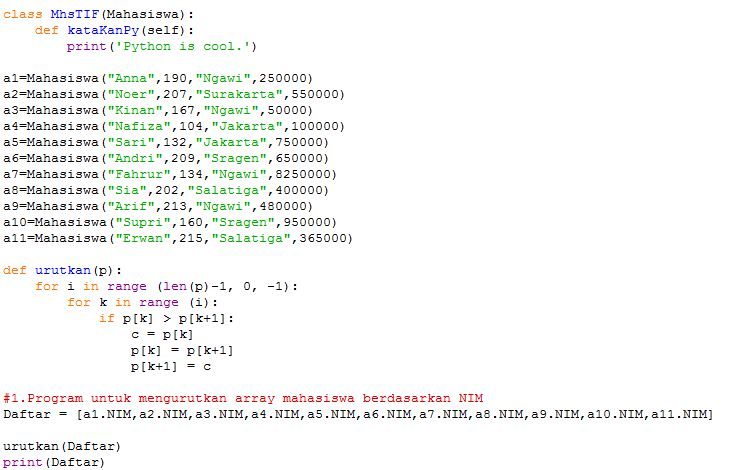 class MhsTIF(Mahasiswa):
    def kataKanPy(self):
        print('Python is cool.')

a1=Mahasiswa("Anna",190,"Ngawi",250000)
a2=Mahasiswa("Noer",207,"Surakarta",550000)
a3=Mahasiswa("Kinan",167,"Ngawi",50000)
a4=Mahasiswa("Nafiza",104,"Jakarta",100000)
a5=Mahasiswa("Sari",132,"Jakarta",750000)
a6=Mahasiswa("Andri",209,"Sragen",650000)
a7=Mahasiswa("Fahrur",134,"Ngawi",8250000)
a8=Mahasiswa("Sia",202,"Salatiga",400000)
a9=Mahasiswa("Arif",213,"Ngawi",480000)
a10=Mahasiswa("Supri",160,"Sragen",950000)
a11=Mahasiswa("Erwan",215,"Salatiga",365000)

def urutkan(p):
    for i in range (len(p)-1, 0, -1):
        for k in range (i):
            if p[k] > p[k+1]:
                c = p[k]
                p[k] = p[k+1]
                p[k+1] = c

#1.Program untuk mengurutkan array mahasiswa berdasarkan NIM
Daftar = [a1.NIM,a2.NIM,a3.NIM,a4.NIM,a5.NIM,a6.NIM,a7.NIM,a8.NIM,a9.NIM,a10.NIM,a11.NIM]

urutkan(Daftar)
print(Daftar)